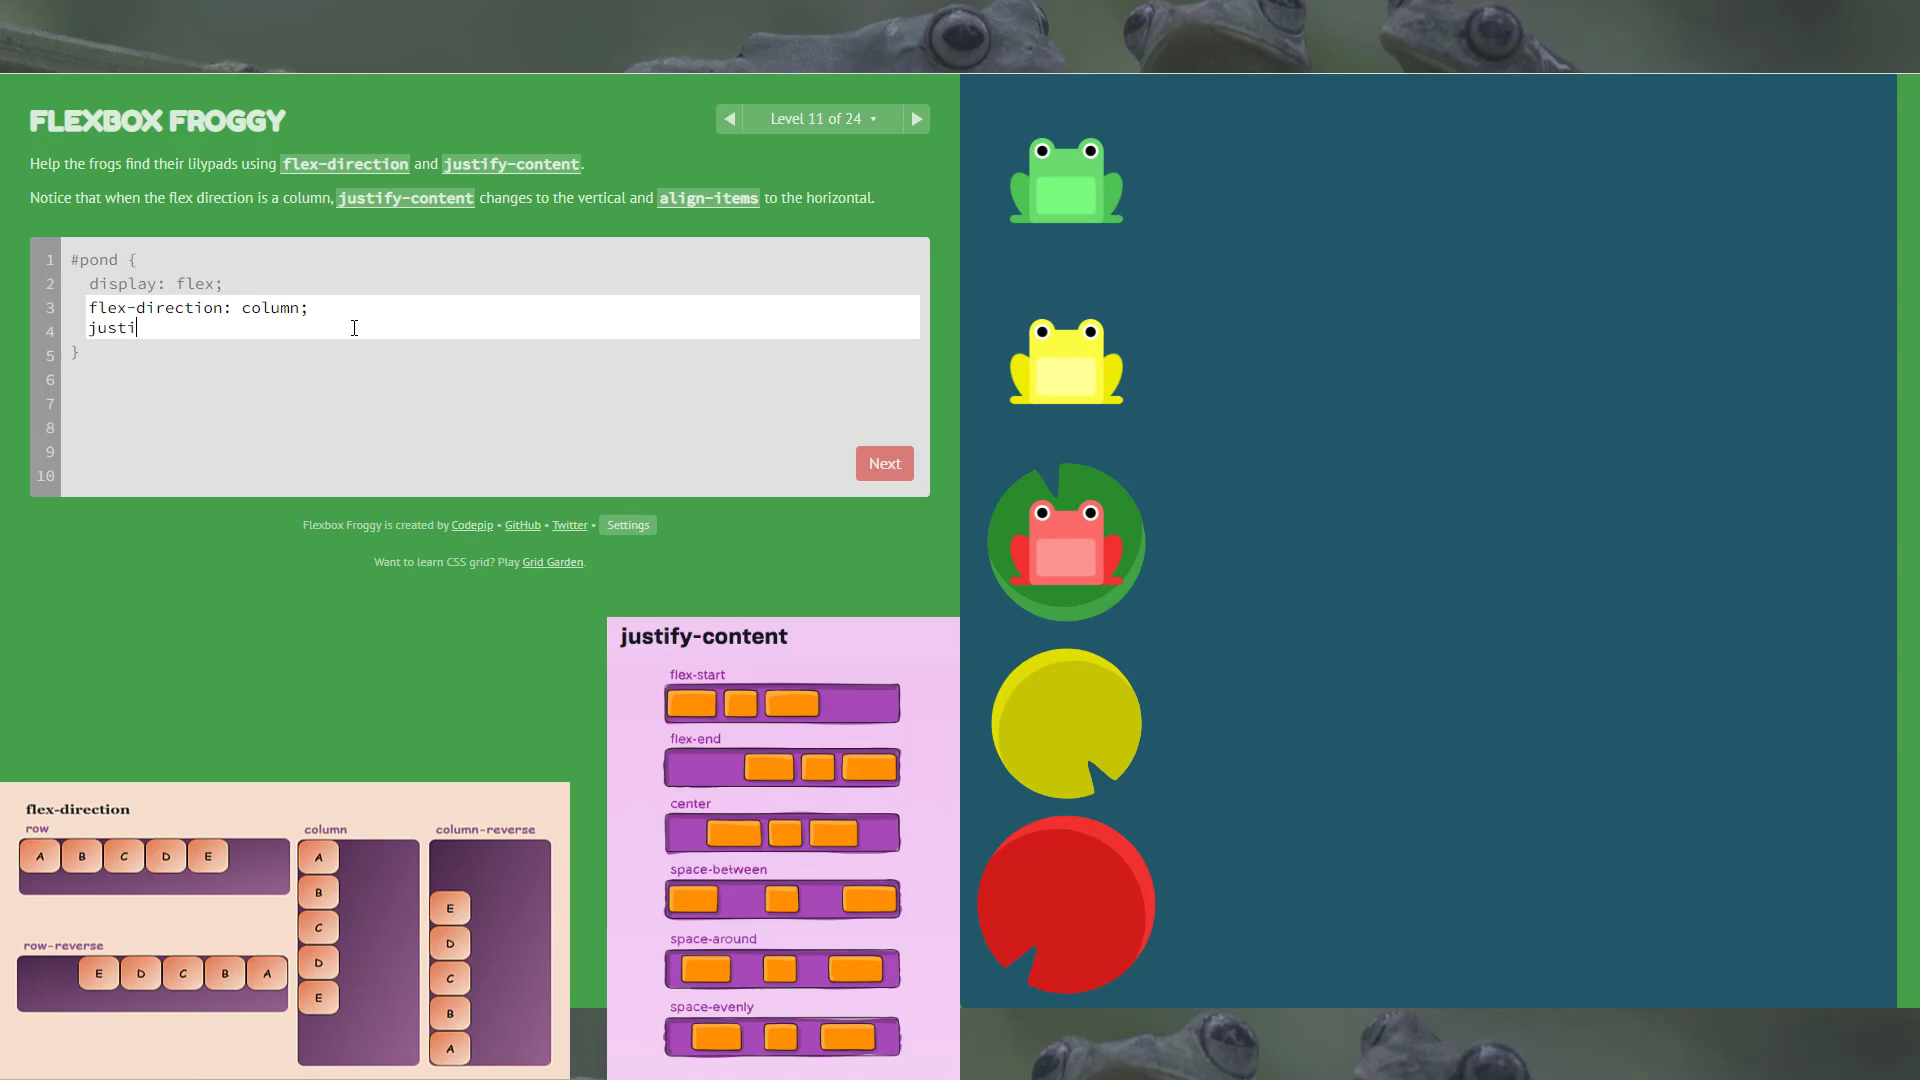 FLEXBOX FROGGY
Level 11 of 24
Help the frogs find their lilypads using flex-direction and justify-content.
Notice that when the flex direction is a column, justify-content changes to the vertical and align-items to the horizontal.
1 #pond {
2 display: flex;
3 flex-direction: column;
4 justi
5 }
6
7
8
9
10
Next
Flexbox Froggy is created by Codepip • GitHub • Twitter • Settings
Want to learn CSS grid? Play Grid Garden.
flex-direction
row
A B C D E
row-reverse
E D C B A
column
A
B
C
D
E
column-reverse
E
D
C
B
A
justify-content
flex-start
flex-end
center
space-between
space-around
space-evenly